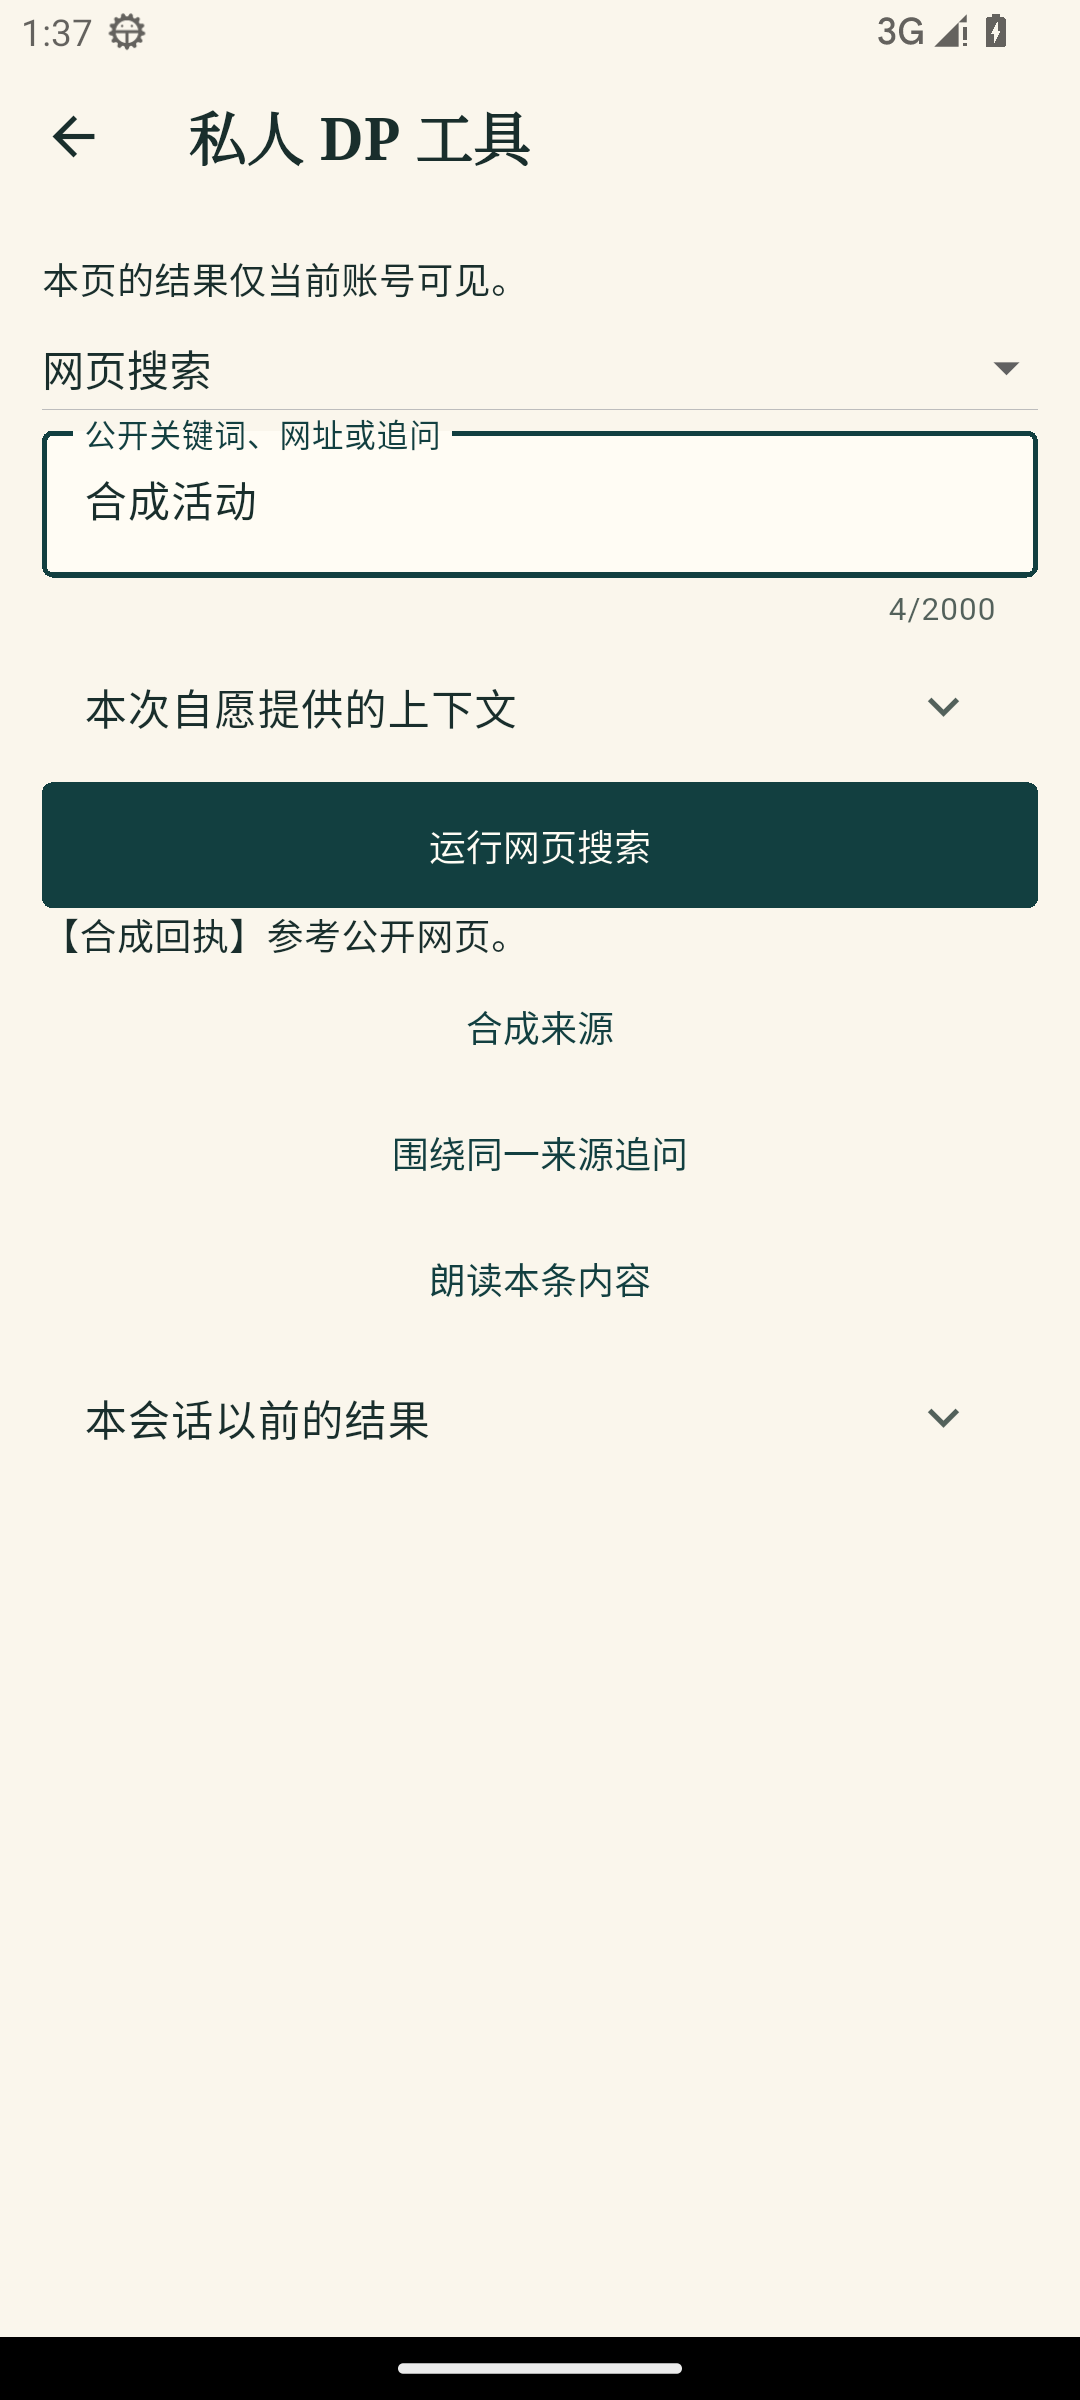 1:37 3G
私人 DP 工具
本页的结果仅当前账号可见。
网页搜索
公开关键词、网址或追问
合成活动
4/2000
本次自愿提供的上下文
运行网页搜索
【合成回执】参考公开网页。
合成来源
围绕同一来源追问
朗读本条内容
本会话以前的结果